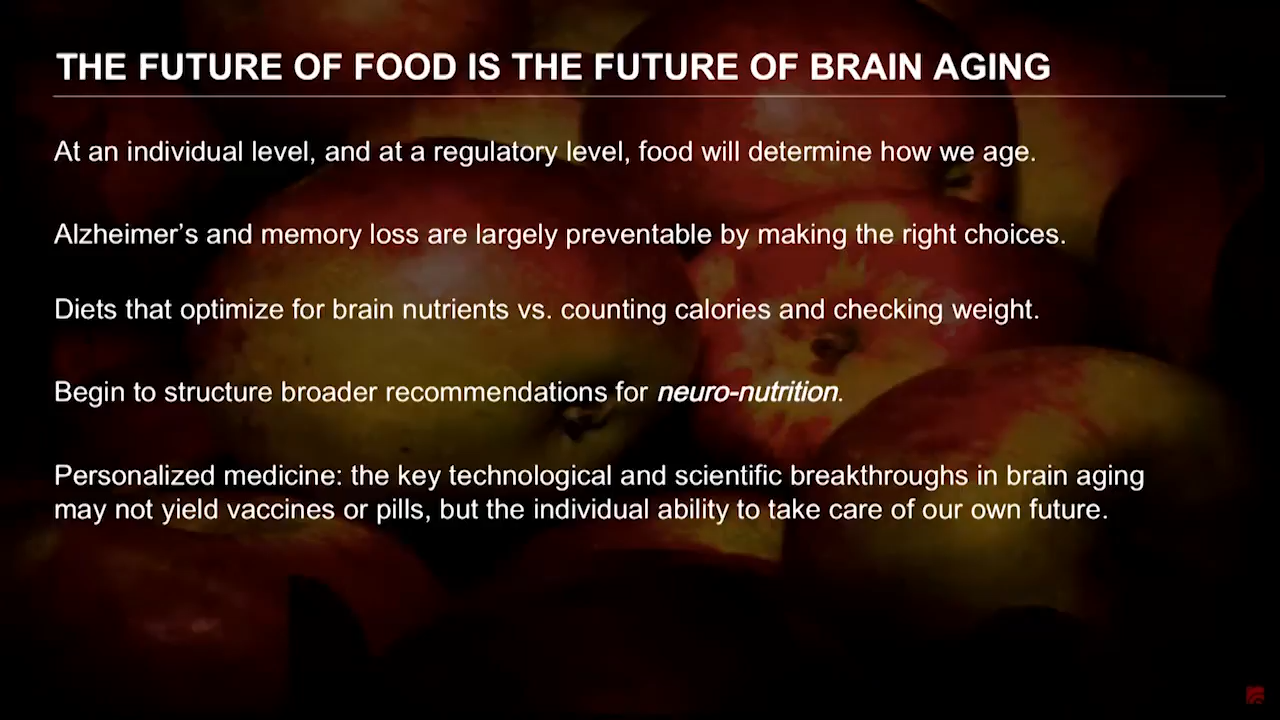 THE FUTURE OF FOOD IS THE FUTURE OF BRAIN AGING
At an individual level, and at a regulatory level, food will determine how we age.
Alzheimer’s and memory loss are largely preventable by making the right choices.
Diets that optimize for brain nutrients vs. counting calories and checking weight.
Begin to structure broader recommendations for neuro-nutrition.
Personalized medicine: the key technological and scientific breakthroughs in brain aging
may not yield vaccines or pills, but the individual ability to take care of our own future.